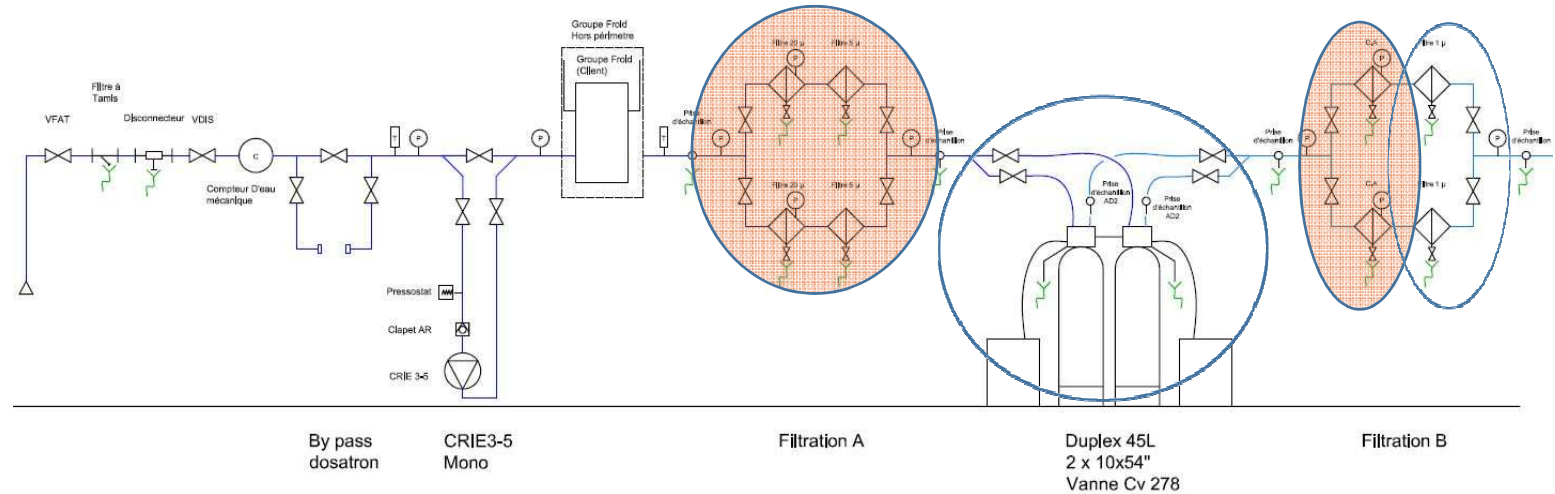 Groupe Froid
Hors périmetre
Groupe Froid
(Client)
Filtre à
Tamis
VFAT
Disconnecteur
VDIS
C
Compteur D'eau
mécanique
T
P
P
T
Prise
d'échantillon
P
Filtre 20 µ
P
Filtre 5 µ
P
Filtre 20 µ
P
Filtre 5 µ
Prise
d'échantillon
Prise
d'échantillon
AD2
Prise
d'échantillon
AD2
Prise
d'échantillon
P
C.A
P
Filtre 1 µ
C.A
P
Filtre 1 µ
P
Prise
d'échantillon
Pressostat
Clapet AR
CRIE 3-5
By pass
dosatron
CRIE3-5
Mono
Filtration A
Duplex 45L
2 x 10x54"
Vanne Cv 278
Filtration B